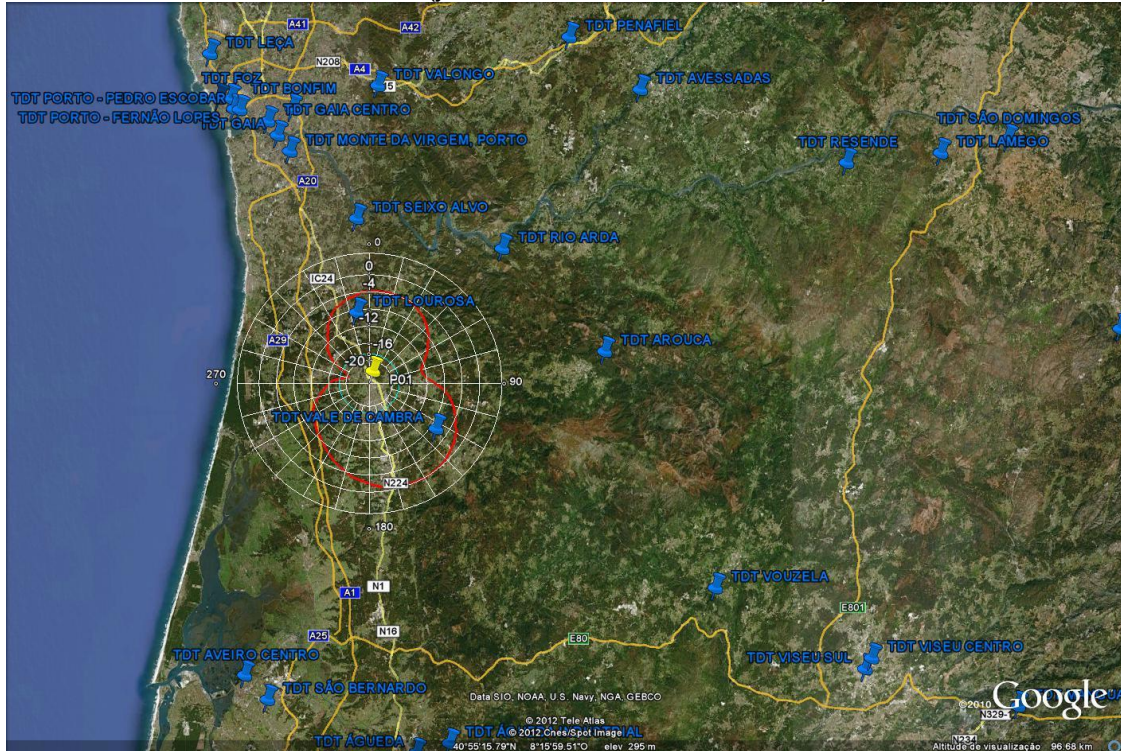 A41
A42
TDT PENAFIEL
TDT LEÇA
N208
A4
TDT VALONGO
TDT AVESSADAS
TDT FOZ
TDT BONFIM
TDT PORTO - PEDRO ESCOBAR
TDT GAIA CENTRO
TDT PORTO - FERNÃO LOPES
TDT GAIA
TDT SÃO DOMINGOS
TDT MONTE DA VIRGEM, PORTO
TDT LAMEGO
TDT RESENDE
A20
TDT SEIXO ALVO
TDT RIO ARDA
0
0
IC24
-4
TDT LOUROSA
-12
A29
-16
TDT AROUCA
-20
270
P01
90
TDT VALE DE CAMBRA
N224
180
TDT VOUZELA
N1
A1
E801
N16
A25
E80
TDT VISEU CENTRO
TDT AVEIRO CENTRO
TDT VISEU SUL
TDT SÃO BERNARDO
Data SIO, NOAA, U.S. Navy, NGA, GEBCO
©2010 Google
N329-1
© 2012 Tele Atlas
© 2012 Cnes/Spot Image
N234
TDT ÁGUEDA
40°55'15.79"N 8°15'59.51"O elev 295 m
Altitude de visualização 96.68 km